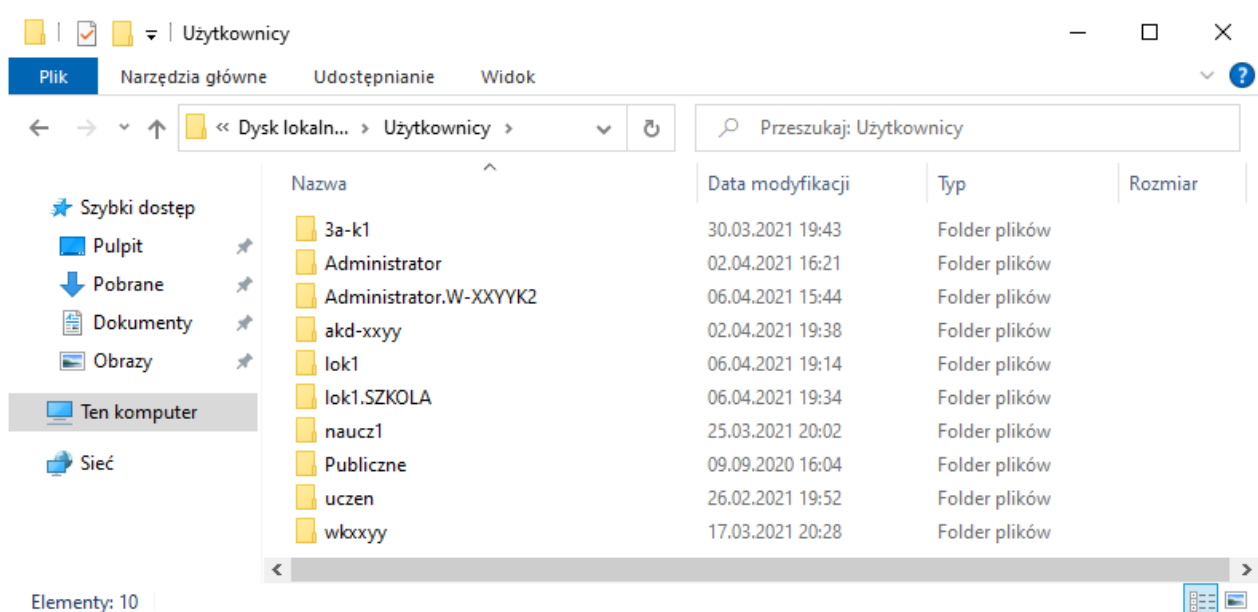 Użytkownicy
Plik Narzędzia główne Udostępnianie Widok
« Dysk lokaln... > Użytkownicy > Przeszukaj: Użytkownicy
Szybki dostęp
Pulpit
Pobrane
Dokumenty
Obrazy
Ten komputer
Sieć
Nazwa Data modyfikacji Typ Rozmiar
3a-k1 30.03.2021 19:43 Folder plików
Administrator 02.04.2021 16:21 Folder plików
Administrator.W-XXYYK2 06.04.2021 15:44 Folder plików
akd-xxyy 02.04.2021 19:38 Folder plików
lok1 06.04.2021 19:14 Folder plików
lok1.SZKOLA 06.04.2021 19:34 Folder plików
naucz1 25.03.2021 20:02 Folder plików
Publiczne 09.09.2020 16:04 Folder plików
uczen 26.02.2021 19:52 Folder plików
wkxxyy 17.03.2021 20:28 Folder plików
Elementy: 10